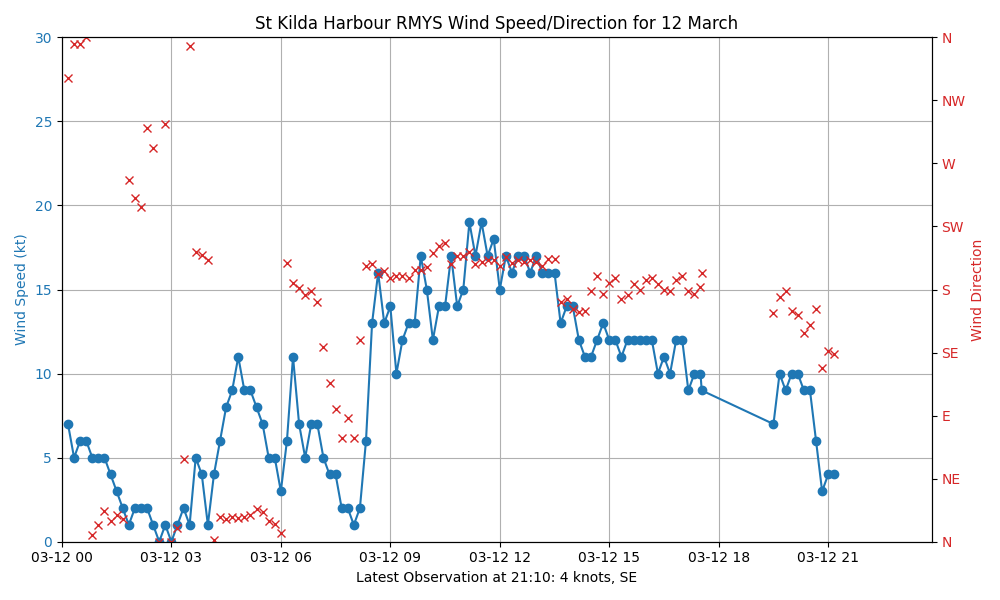 St Kilda Harbour RMYS Wind Speed/Direction for 12 March
30
25
20
15
10
5
0
Wind Speed (kt)
N
NW
W
SW
S
SE
E
NE
N
Wind Direction
03-12 00
03-12 03
03-12 06
03-12 09
03-12 12
03-12 15
03-12 18
03-12 21
Latest Observation at 21:10: 4 knots, SE